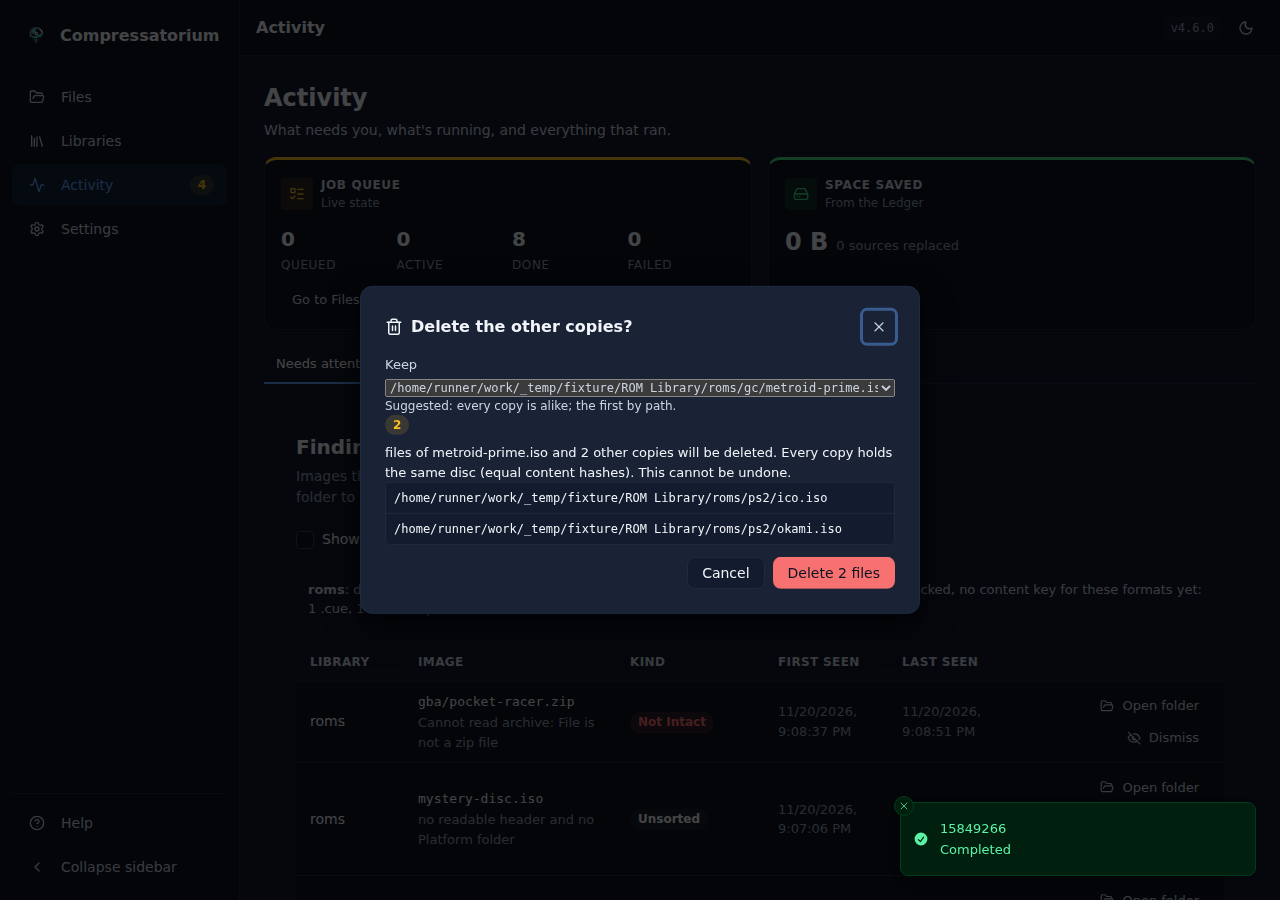 Compressatorium
Activity
v4.6.0
Files
Libraries
Activity
4
Settings
Help
Collapse sidebar
Activity
What needs you, what's running, and everything that ran.
JOB QUEUE
Live state
0
0
8
0
QUEUED
ACTIVE
DONE
FAILED
Go to Files
SPACE SAVED
From the Ledger
0 B 0 sources replaced
Needs attent
Delete the other copies?
Keep
/home/runner/work/_temp/fixture/ROM Library/roms/gc/metroid-prime.is
Suggested: every copy is alike; the first by path.
2
files of metroid-prime.iso and 2 other copies will be deleted. Every copy holds
the same disc (equal content hashes). This cannot be undone.
/home/runner/work/_temp/fixture/ROM Library/roms/ps2/ico.iso
/home/runner/work/_temp/fixture/ROM Library/roms/ps2/okami.iso
Cancel
Delete 2 files
Findin
Images th
folder to
Show
roms: d
cked, no content key for these formats yet:
1 .cue, 1
LIBRARY
IMAGE
KIND
FIRST SEEN
LAST SEEN
roms
gba/pocket-racer.zip
Cannot read archive: File is
not a zip file
Not Intact
11/20/2026,
9:08:37 PM
11/20/2026,
9:08:51 PM
Open folder
Dismiss
roms
mystery-disc.iso
no readable header and no
Platform folder
Unsorted
11/20/2026,
9:07:06 PM
Open folder
15849266
Completed
Open folder